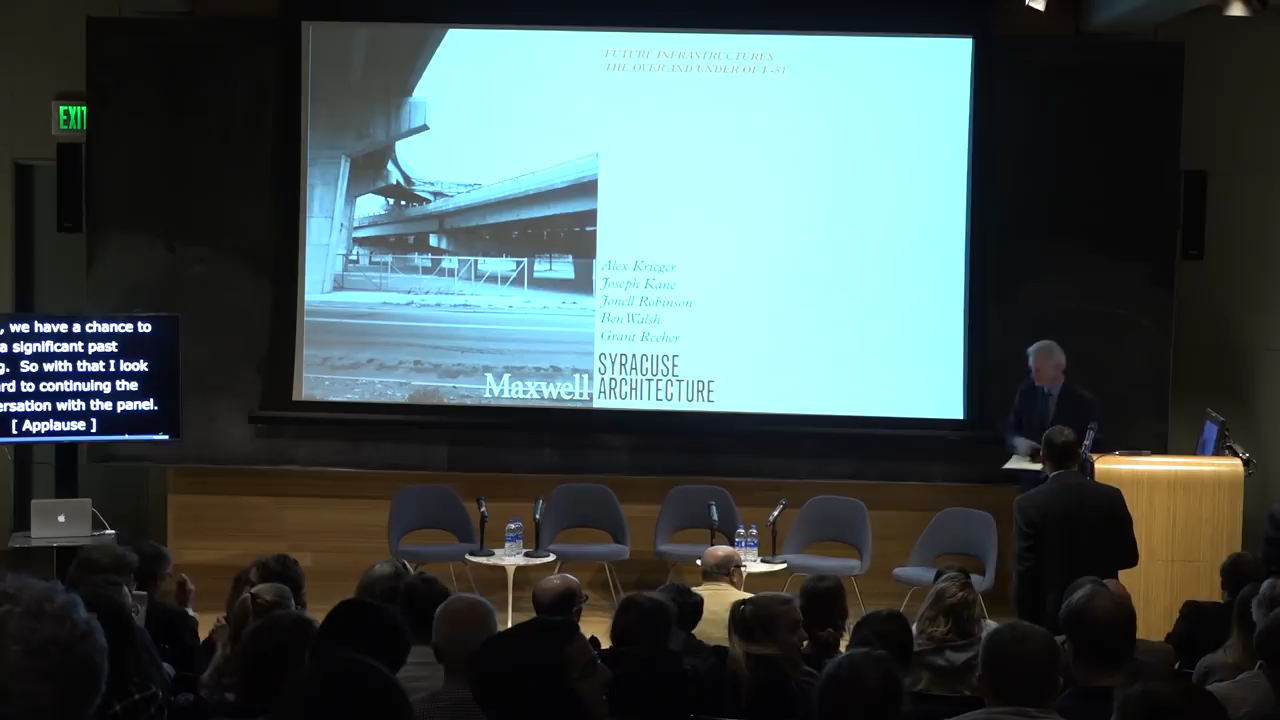 FUTURE INFRASTRUCTURES
THE OVER AND UNDER OF I-81
EXIT
Alex Krieger
Joseph Kane
Jonell Robinson
Ben Walsh
Grant Reeher
Maxwell
SYRACUSE
ARCHITECTURE
, we have a chance to
a significant past
g. So with that I look
rd to continuing the
ersation with the panel.
[ Applause ]